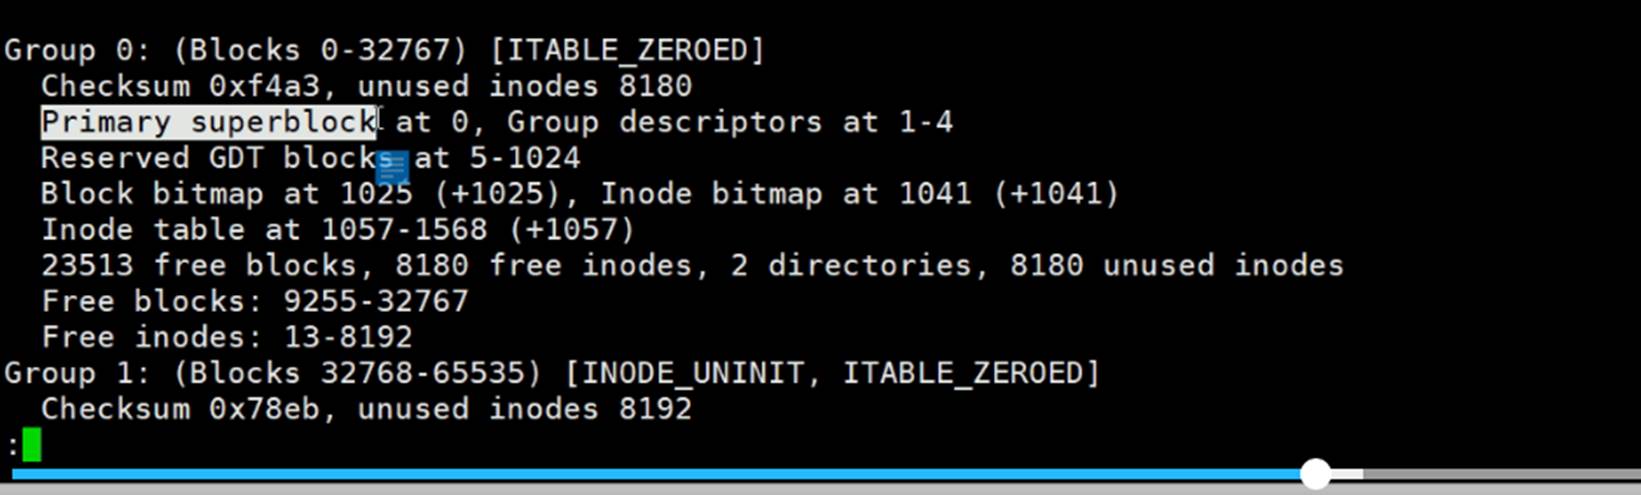 Group 0: (Blocks 0-32767) [ITABLE_ZEROED]
Checksum 0xf4a3, unused inodes 8180
Primary superblock at 0, Group descriptors at 1-4
Reserved GDT blocks at 5-1024
Block bitmap at 1025 (+1025), Inode bitmap at 1041 (+1041)
Inode table at 1057-1568 (+1057)
23513 free blocks, 8180 free inodes, 2 directories, 8180 unused inodes
Free blocks: 9255-32767
Free inodes: 13-8192
Group 1: (Blocks 32768-65535) [INODE_UNINIT, ITABLE_ZEROED]
Checksum 0x78eb, unused inodes 8192
: